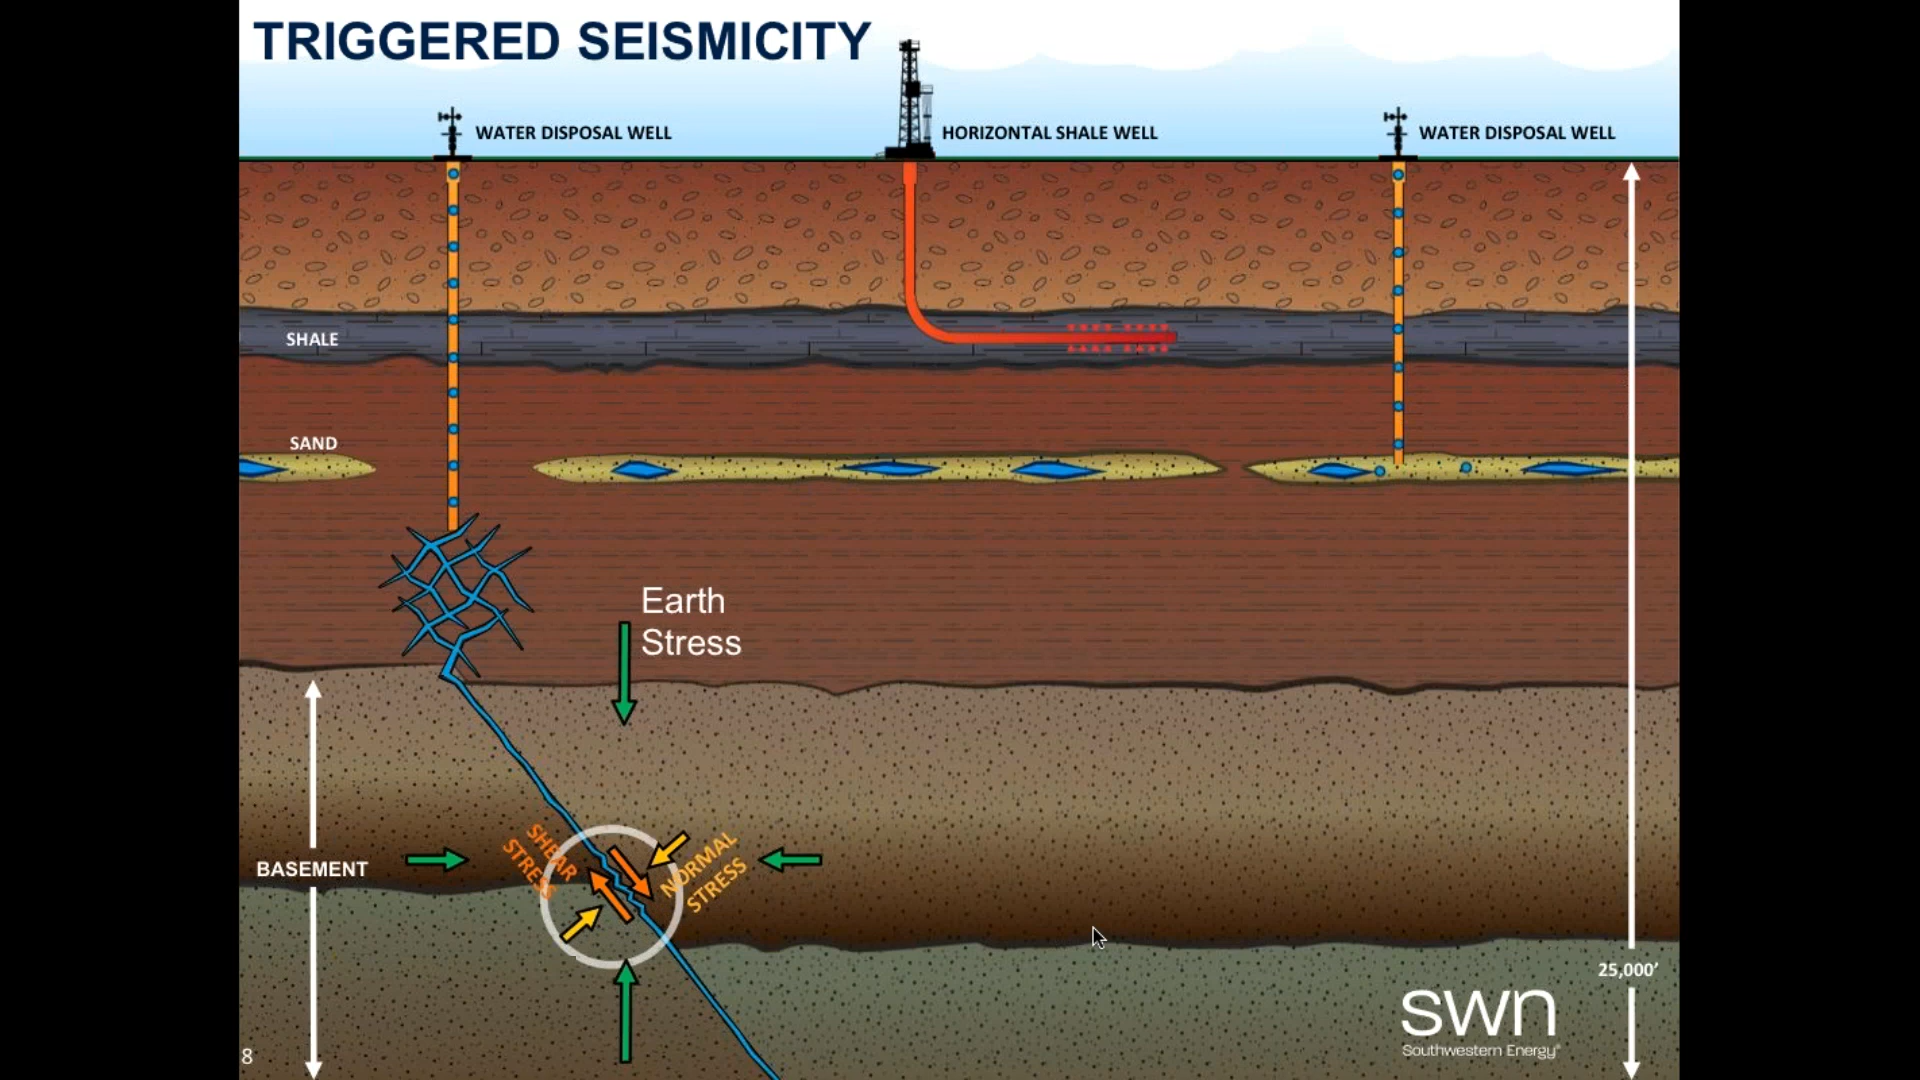 TRIGGERED SEISMICITY
WATER DISPOSAL WELL
HORIZONTAL SHALE WELL
WATER DISPOSAL WELL
SHALE
SAND
Earth
Stress
SHEAR
STRESS
NORMAL
STRESS
BASEMENT
25,000’
swn
Southwestern Energy®
8